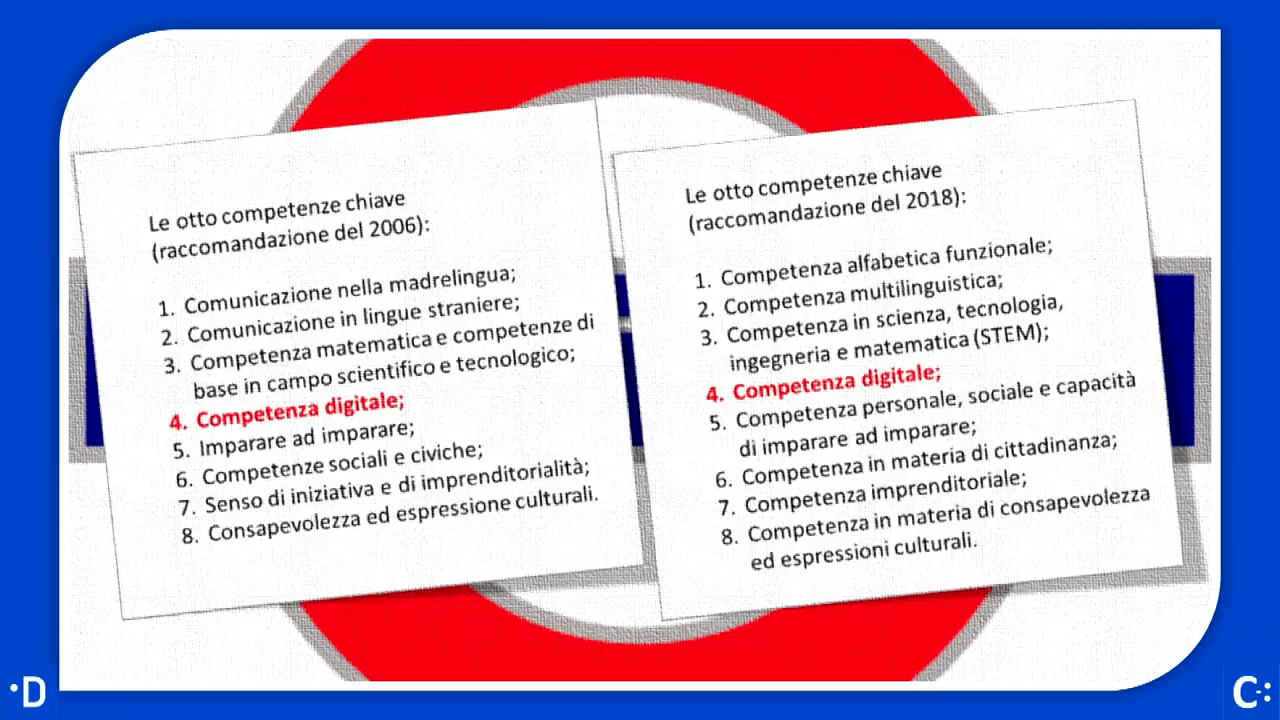 Le otto competenze chiave
(raccomandazione del 2006):
1. Comunicazione nella madrelingua;
2. Comunicazione in lingue straniere;
3. Competenza matematica e competenze di
base in campo scientifico e tecnologico;
4. Competenza digitale;
5. Imparare ad imparare;
6. Competenze sociali e civiche;
7. Senso di iniziativa e di imprenditorialità;
8. Consapevolezza ed espressione culturali.
Le otto competenze chiave
(raccomandazione del 2018):
1. Competenza alfabetica funzionale;
2. Competenza multilinguistica;
3. Competenza in scienza, tecnologia,
ingegneria e matematica (STEM);
4. Competenza digitale;
5. Competenza personale, sociale e capacità
di imparare ad imparare;
6. Competenza in materia di cittadinanza;
7. Competenza imprenditoriale;
8. Competenza in materia di consapevolezza
ed espressioni culturali.
·D
C:·